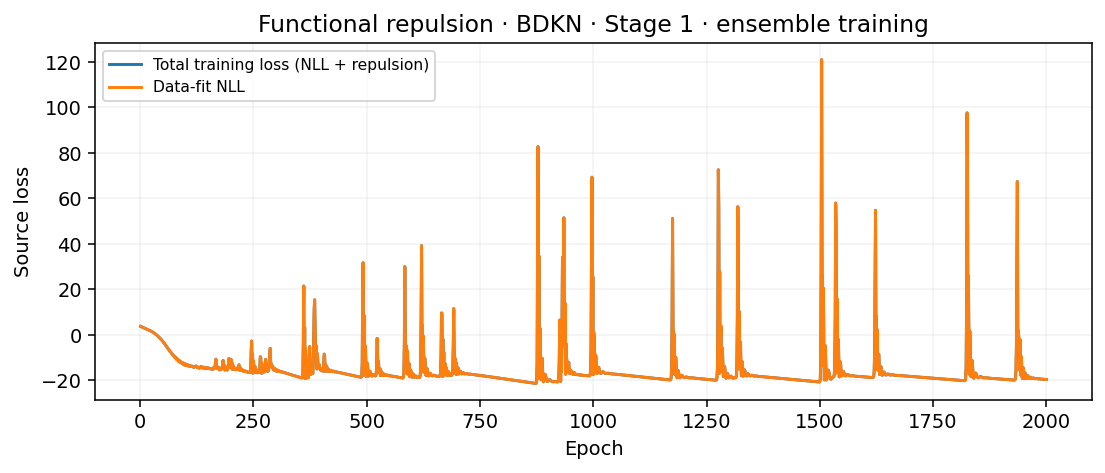 Functional repulsion · BDKN · Stage 1 · ensemble training
Total training loss (NLL + repulsion)
Data-fit NLL
Source loss
120
100
80
60
40
20
0
−20
0 250 500 750 1000 1250 1500 1750 2000
Epoch